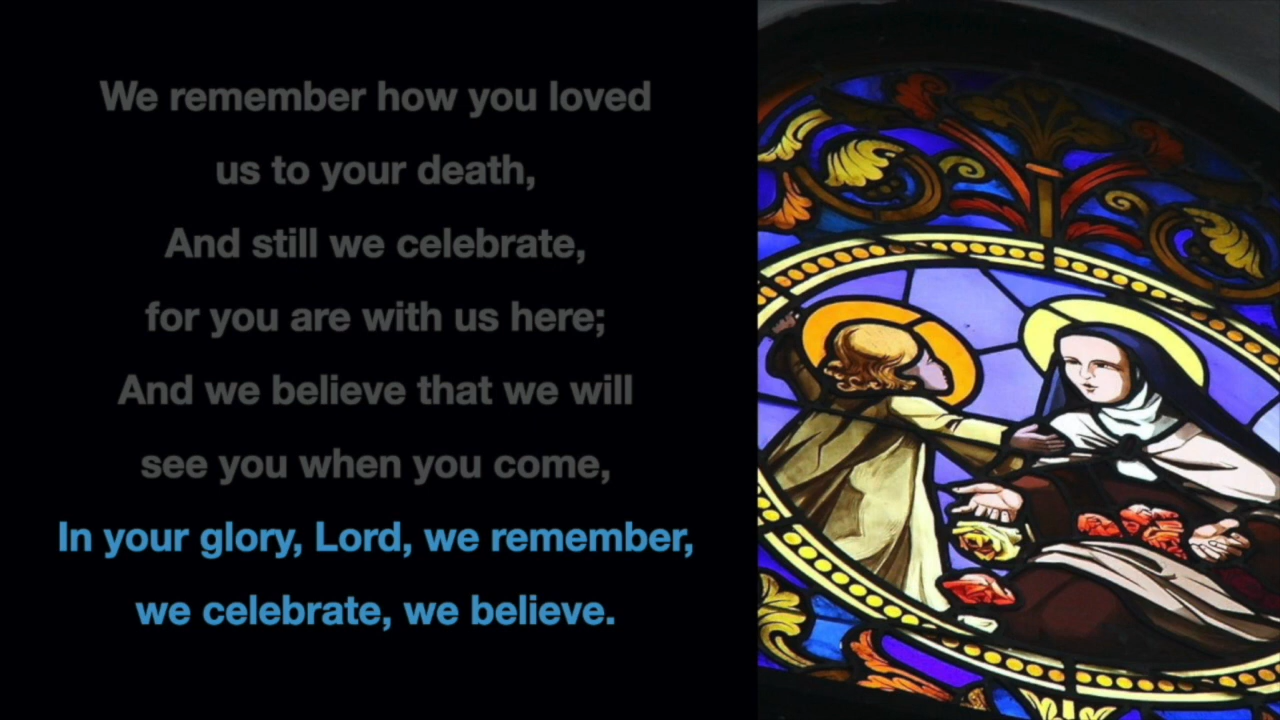 We remember how you loved
us to your death,
And still we celebrate,
for you are with us here;
And we believe that we will
see you when you come,
In your glory, Lord, we remember,
we celebrate, we believe.